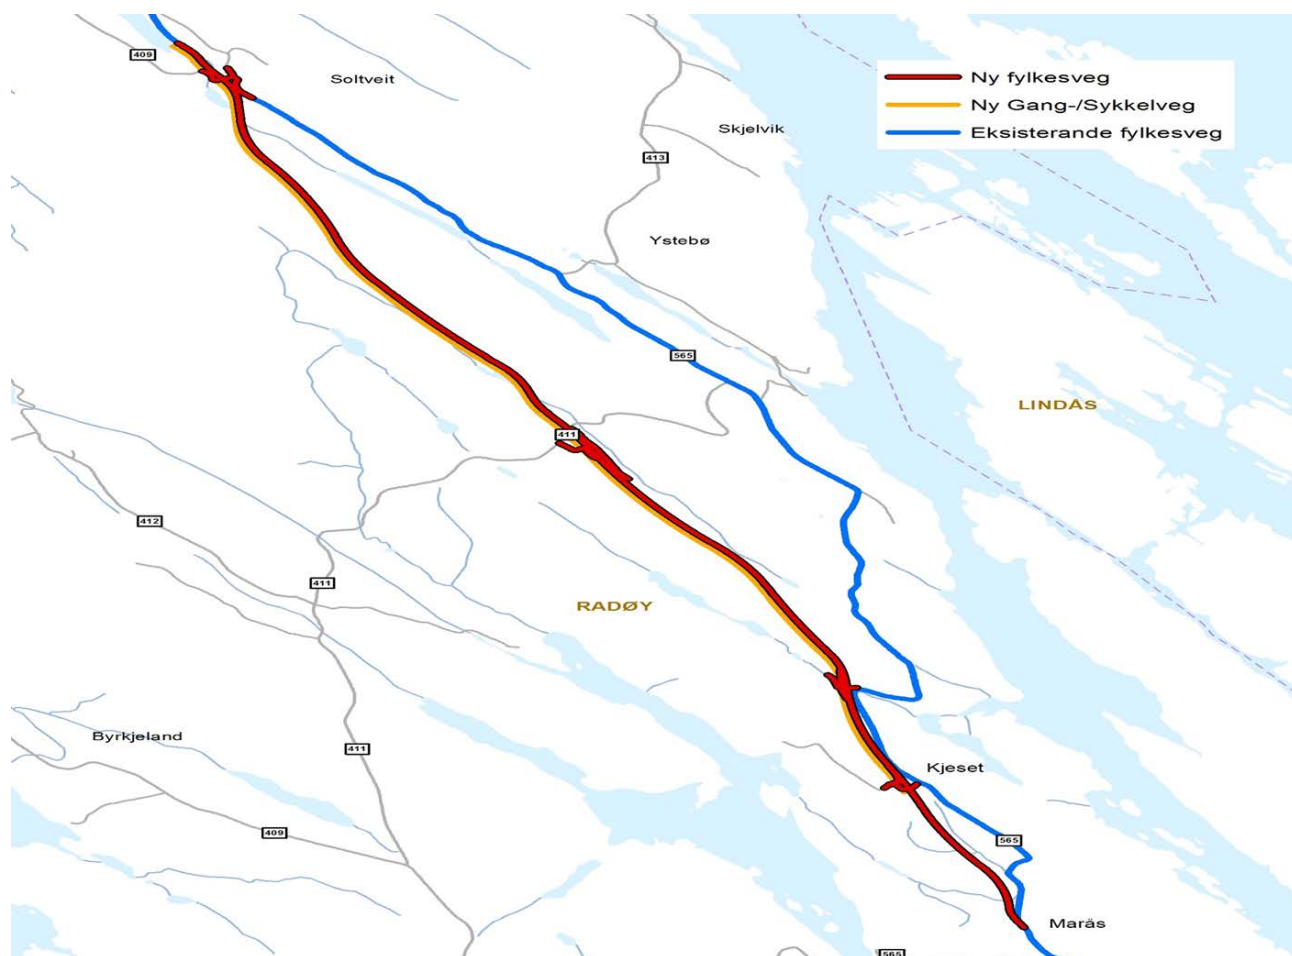 409
Soltveit
Ny fylkesveg
Ny Gang-/Sykkelveg
Eksisterande fylkesveg
Skjelvik
413
Ystebø
565
LINDÅS
411
412
411
RADØY
Byrkjeland
411
Kjeset
409
565
Marås
565